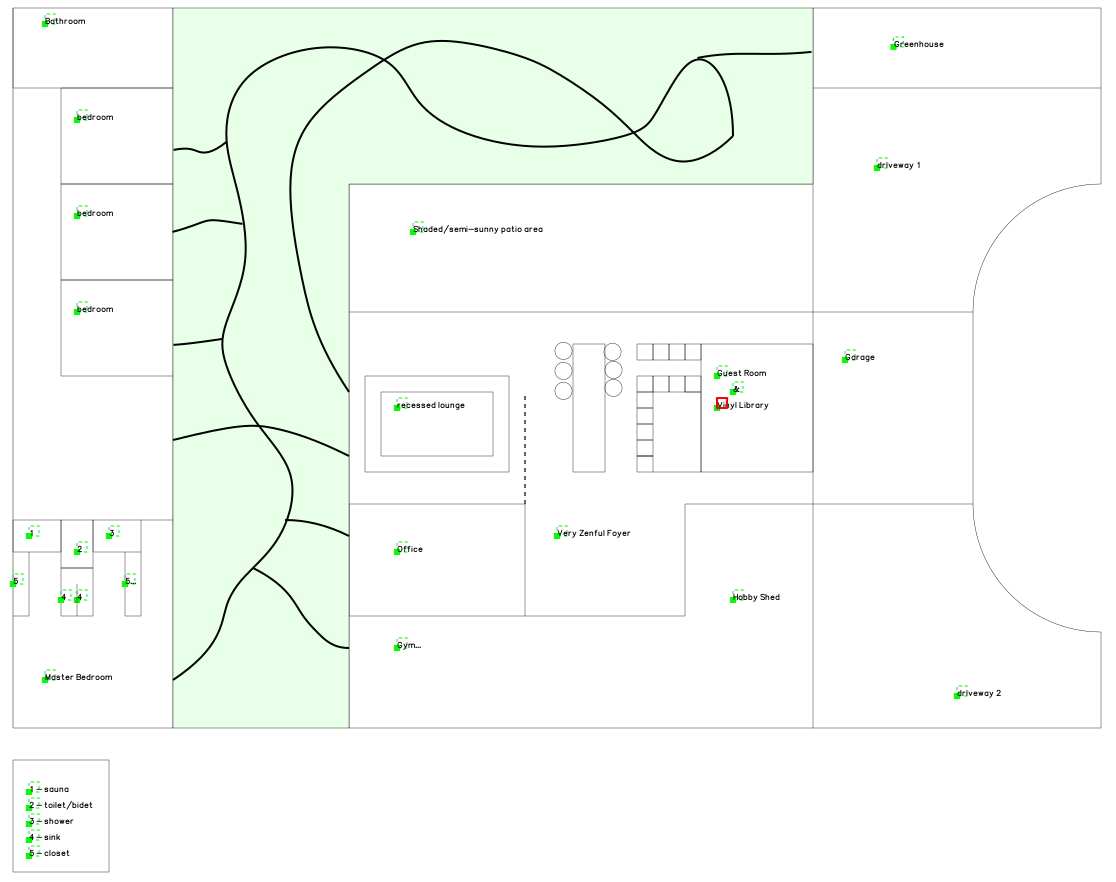 Bathroom
Greenhouse
bedroom
driveway 1
bedroom
Shaded/semi-sunny patio area
bedroom
Garage
Guest Room
&
Vinyl Library
recessed lounge
1
2
3
Very Zenful Foyer
Office
5
4
4
5...
Hobby Shed
Gym...
Master Bedroom
driveway 2
1 - sauna
2 - toilet/bidet
3 - shower
4 - sink
5 - closet